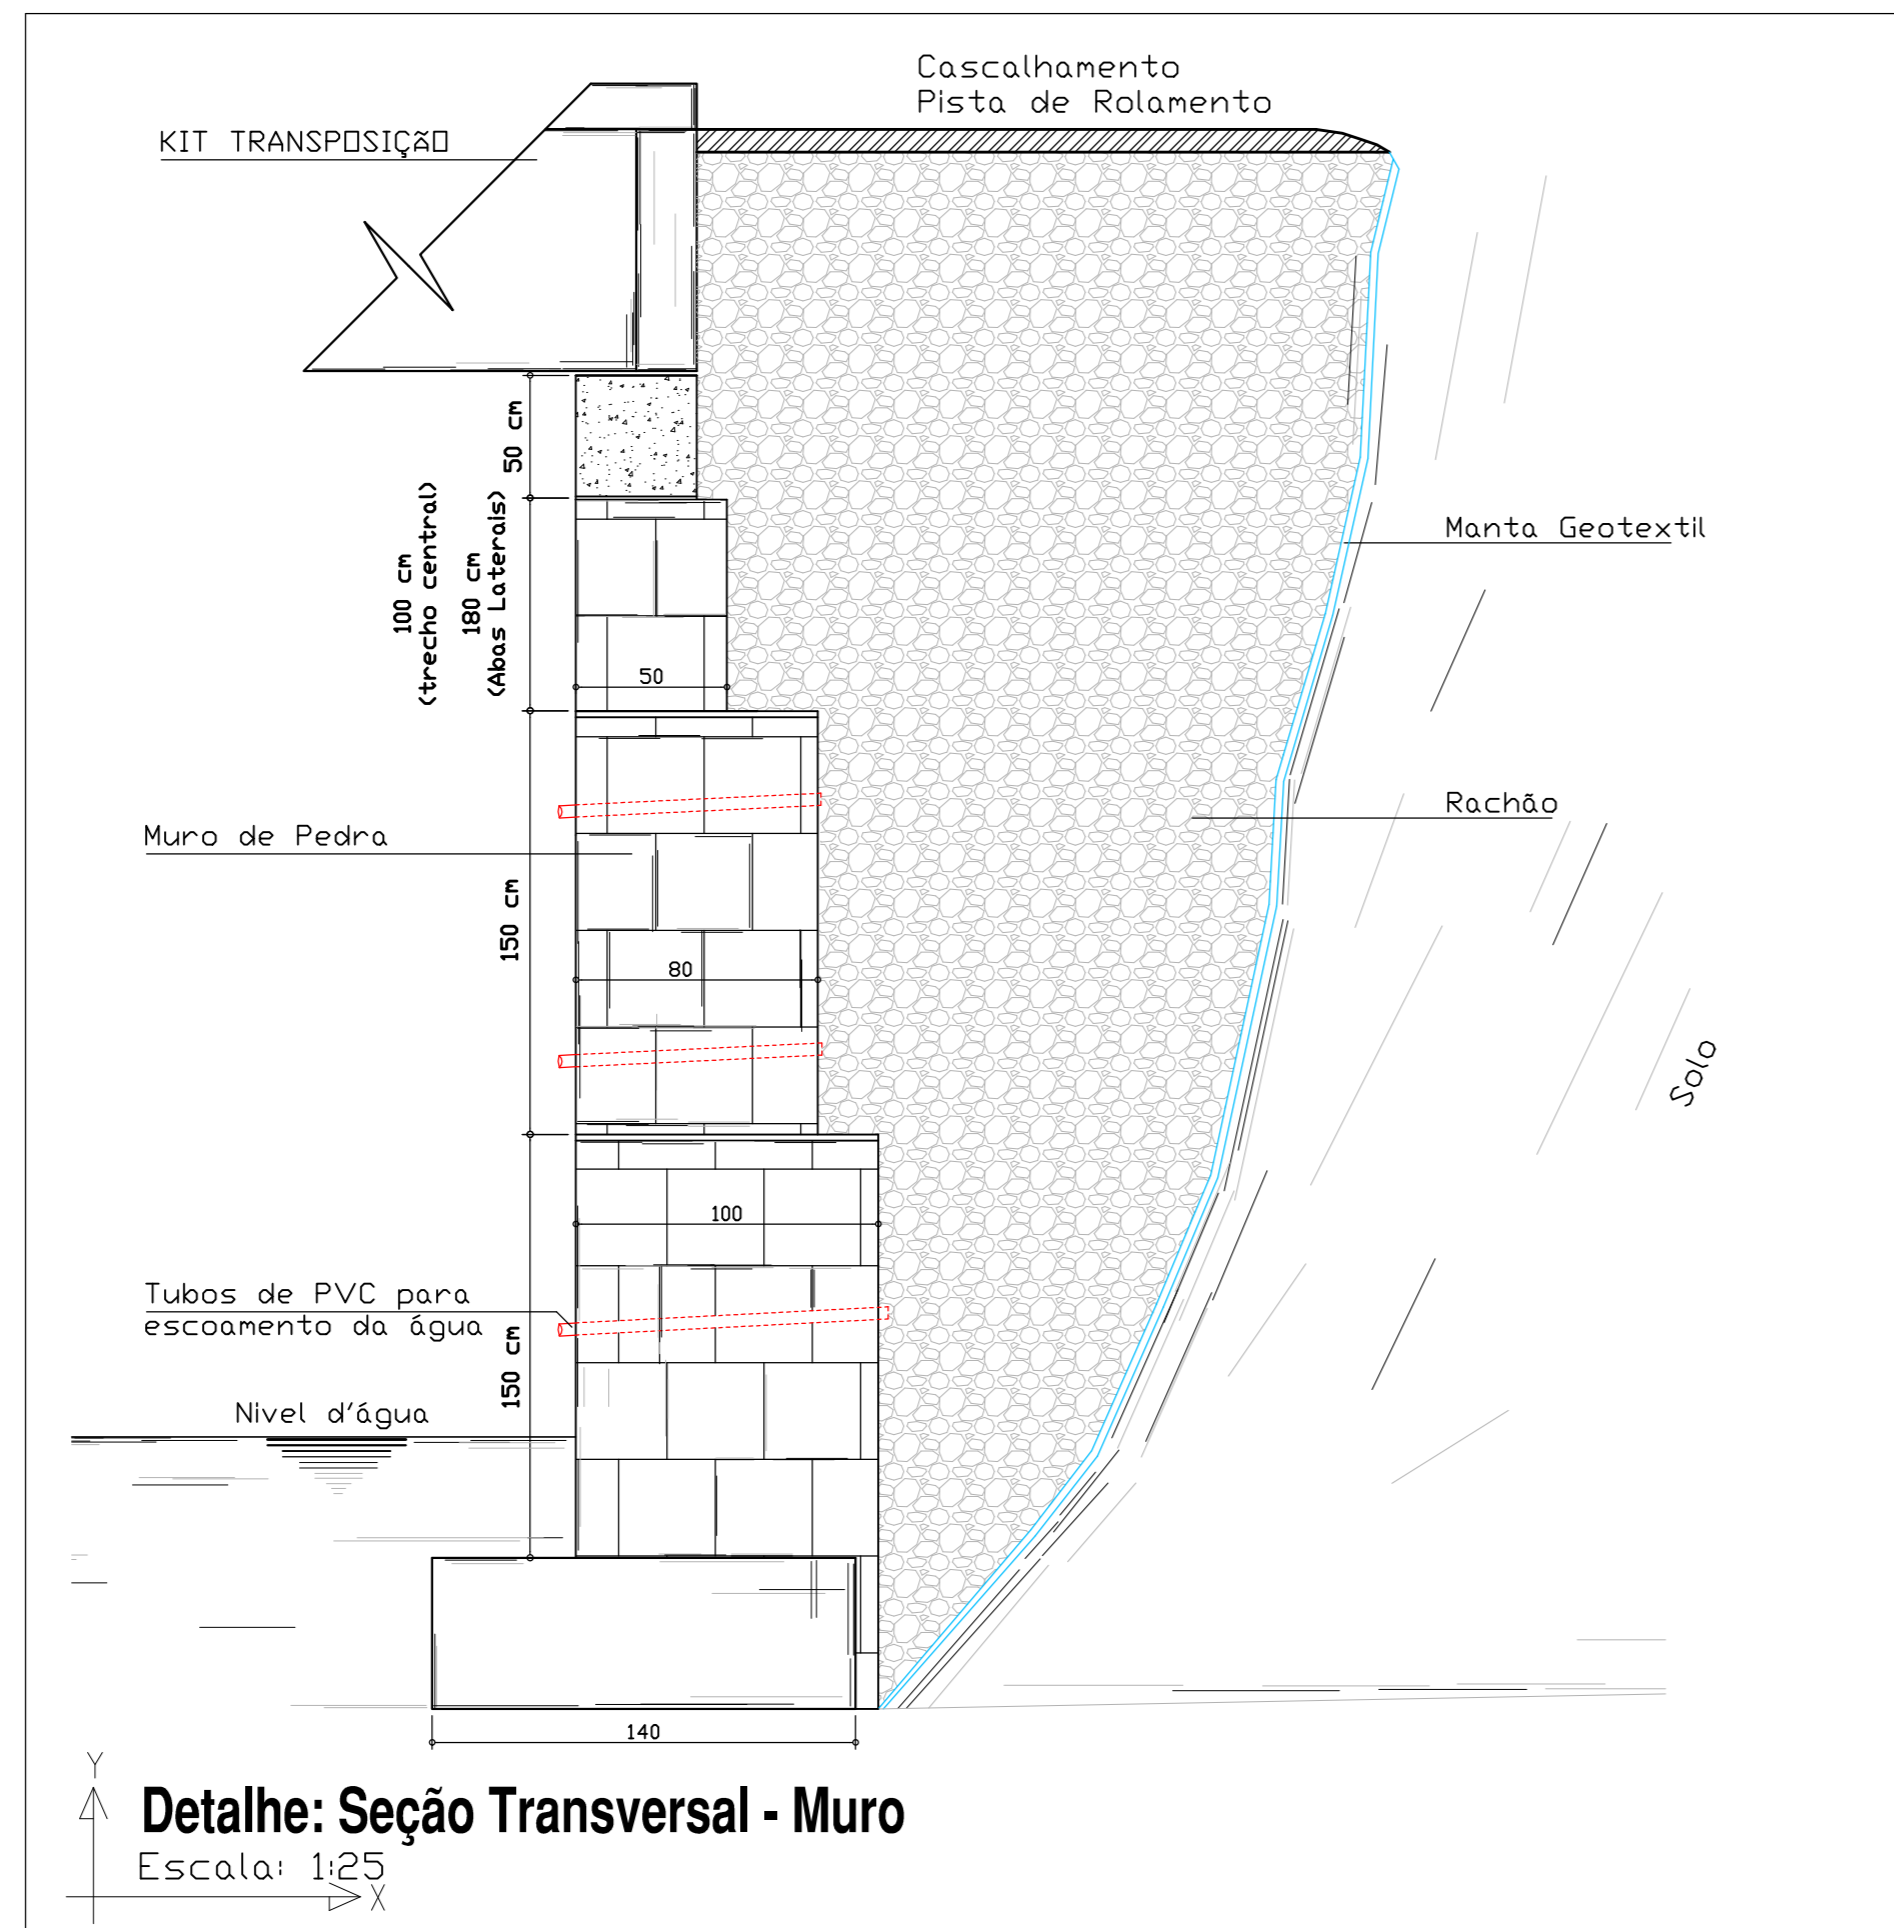 Cascalhamento
Pista de Rolamento
KIT TRANSPOSIÇÃO
50 cm
100 cm
(trecho central)
180 cm
(Abas Laterais)
Manta Geotextil
50
Rachão
Muro de Pedra
150 cm
80
Solo
100
Tubos de PVC para
escoamento da água
150 cm
Nivel d'água
140
Y
Detalhe: Seção Transversal - Muro
Escala: 1:25
X